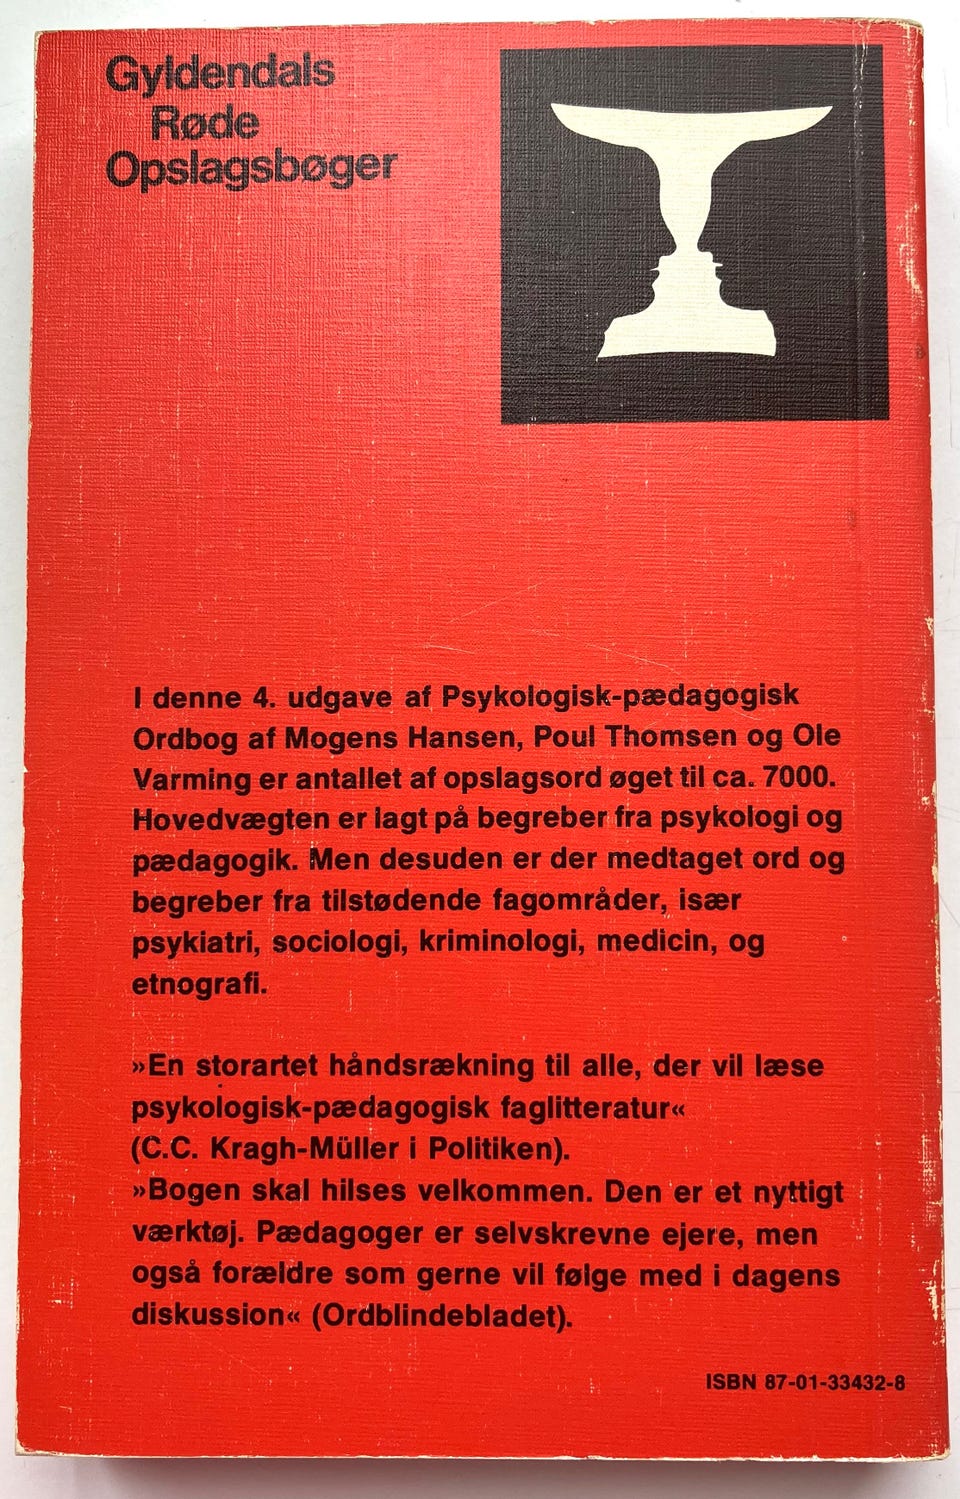 Gyldendals
Røde
Opslagsbøger
I denne 4. udgave af Psykologisk-pædagogisk
Ordbog af Mogens Hansen, Poul Thomsen og Ole
Varming er antallet af opslagsord øget til ca. 7000.
Hovedvægten er lagt på begreber fra psykologi og
pædagogik. Men desuden er der medtaget ord og
begreber fra tilstødende fagområder, især
psykiatri, sociologi, kriminologi, medicin, og
etnografi.
»En storartet håndsrækning til alle, der vil læse
psykologisk-pædagogisk faglitteratur«
(C.C. Kragh-Müller i Politiken).
»Bogen skal hilses velkommen. Den er et nyttigt
værktøj. Pædagoger er selvskrevne ejere, men
også forældre som gerne vil følge med i dagens
diskussion« (Ordblindebladet).
ISBN 87-01-33432-8